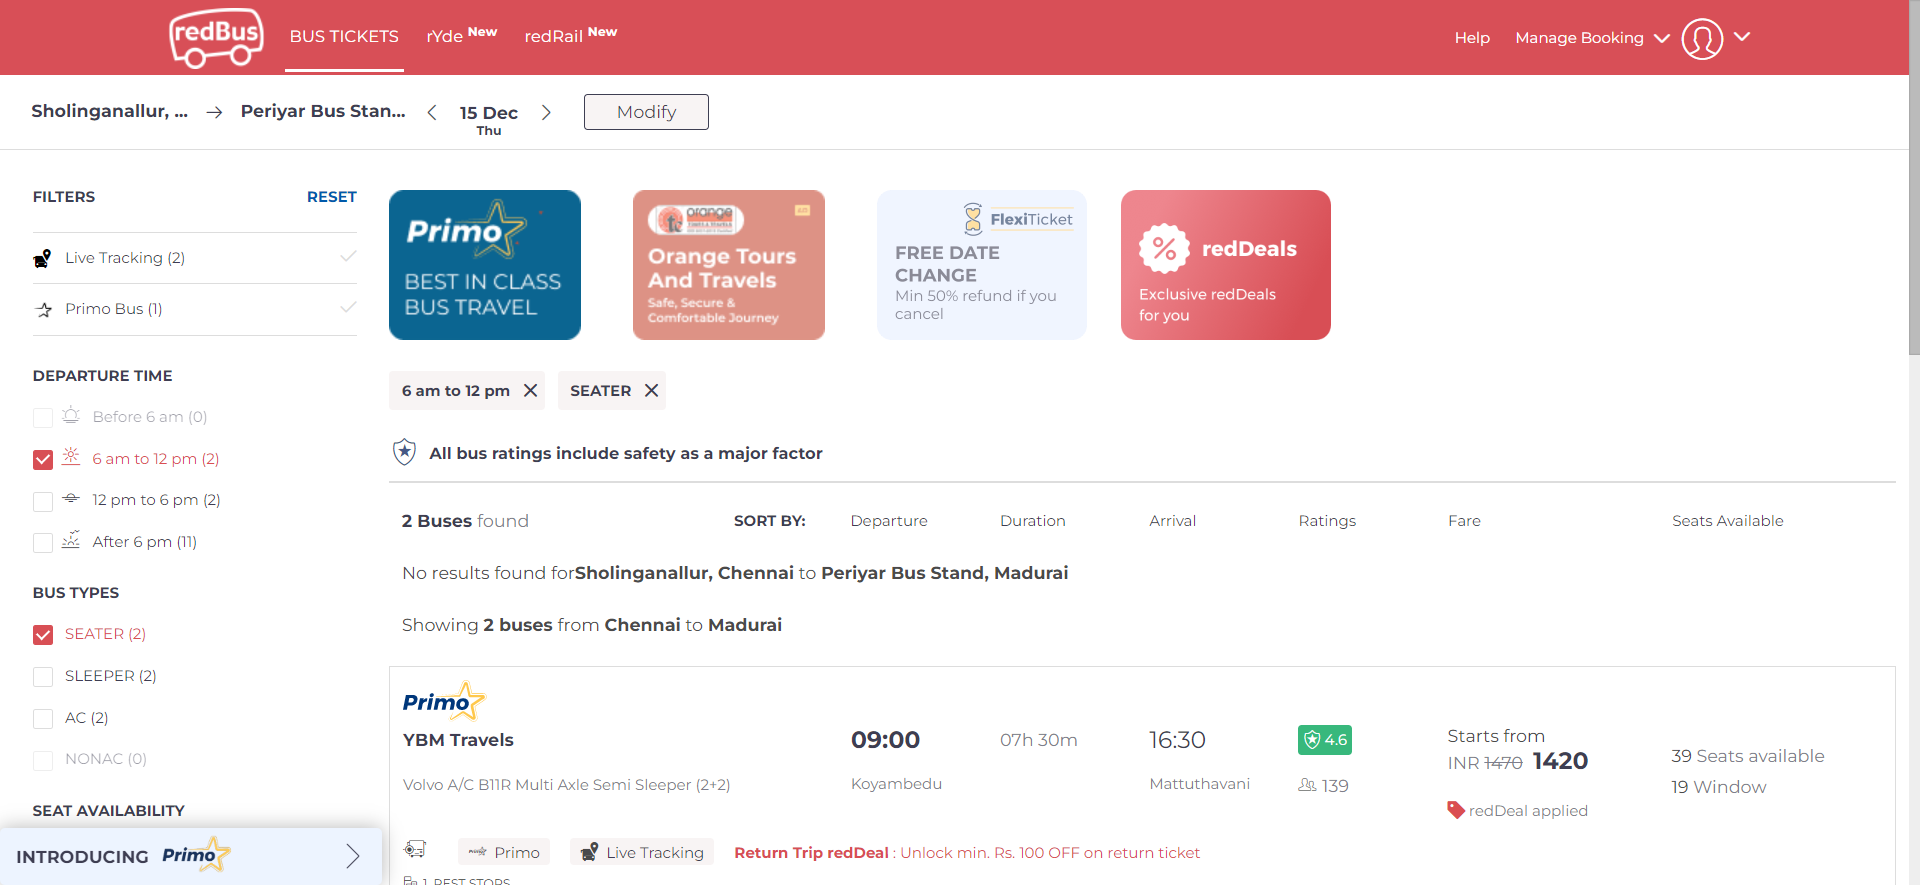 redBus BUS TICKETS rYde New redRail New Help Manage Booking
Sholinganallur, ... Periyar Bus Stan... 15 Dec Modify
Thu
FILTERS RESET
Live Tracking (2)
Primo Bus (1)
DEPARTURE TIME
Before 6 am (0)
6 am to 12 pm (2)
12 pm to 6 pm (2)
After 6 pm (11)
BUS TYPES
SEATER (2)
SLEEPER (2)
AC (2)
NONAC (0)
SEAT AVAILABILITY
INTRODUCING Primo
Primo
BEST IN CLASS
BUS TRAVEL
orange
Orange Tours
And Travels
Safe, Secure &
Comfortable Journey
FlexiTicket
FREE DATE
CHANGE
Min 50% refund if you
cancel
% redDeals
Exclusive redDeals
for you
6 am to 12 pm SEATER
All bus ratings include safety as a major factor
2 Buses found SORT BY: Departure Duration Arrival Ratings Fare Seats Available
No results found forSholinganallur, Chennai to Periyar Bus Stand, Madurai
Showing 2 buses from Chennai to Madurai
Primo
YBM Travels 09:00 07h 30m 16:30 4.6 Starts from
INR 1470 1420 39 Seats available
Volvo A/C B11R Multi Axle Semi Sleeper (2+2) Koyambedu Mattuthavani 139 19 Window
redDeal applied
Primo Live Tracking Return Trip redDeal : Unlock min. Rs. 100 OFF on return ticket
1 REST STOPS